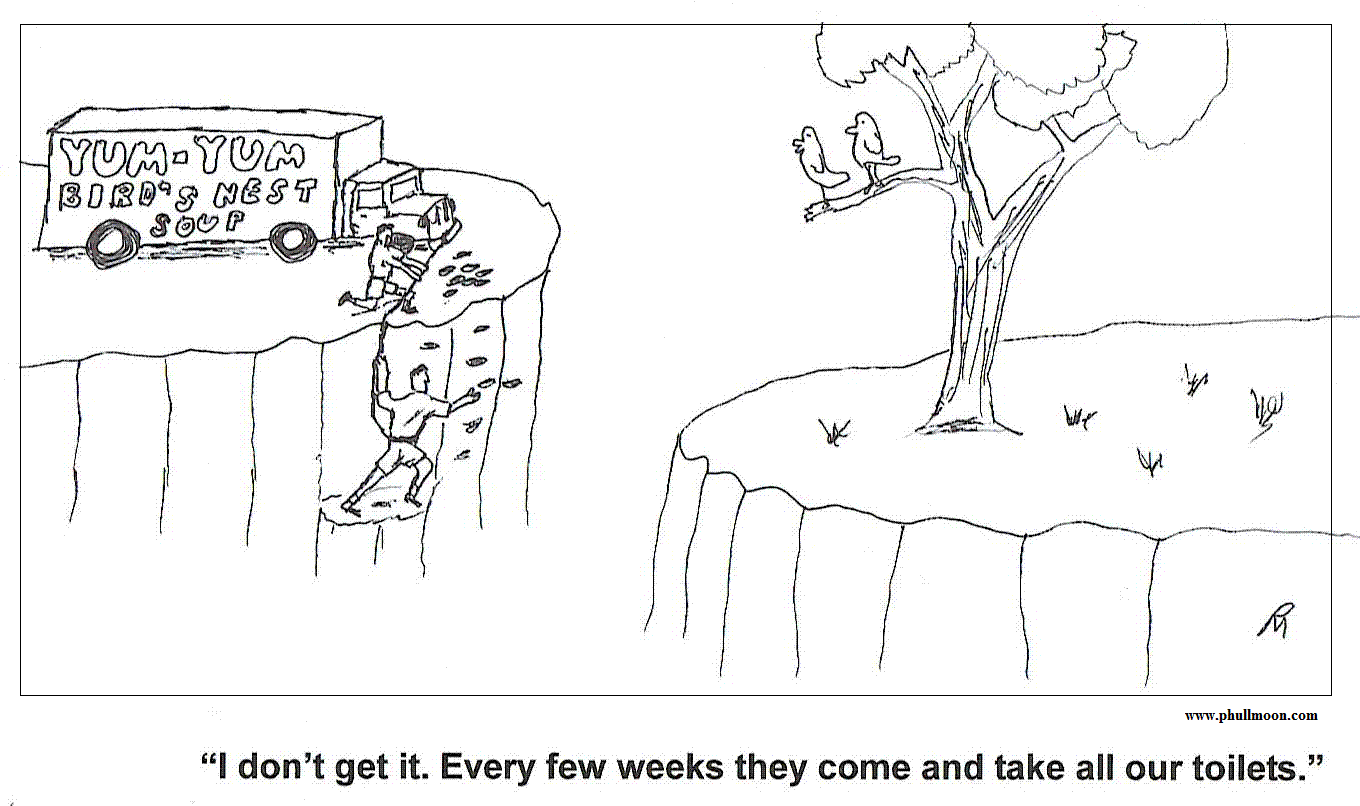 YUM-YUM
BIRD'S NEST
SOUP
www.phullmoon.com
“I don’t get it. Every few weeks they come and take all our toilets.”